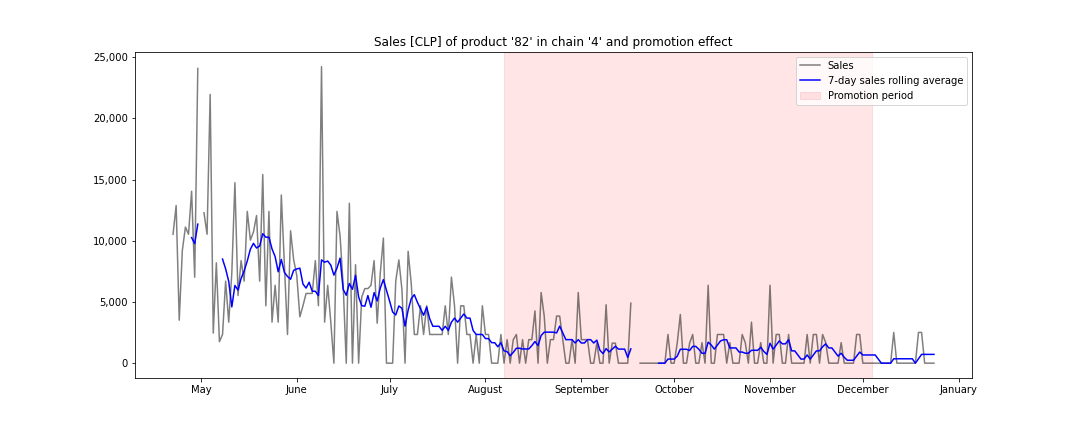 Sales [CLP] of product '82' in chain '4' and promotion effect
25,000
20,000
15,000
10,000
5,000
0
Sales
7-day sales rolling average
Promotion period
May
June
July
August
September
October
November
December
January